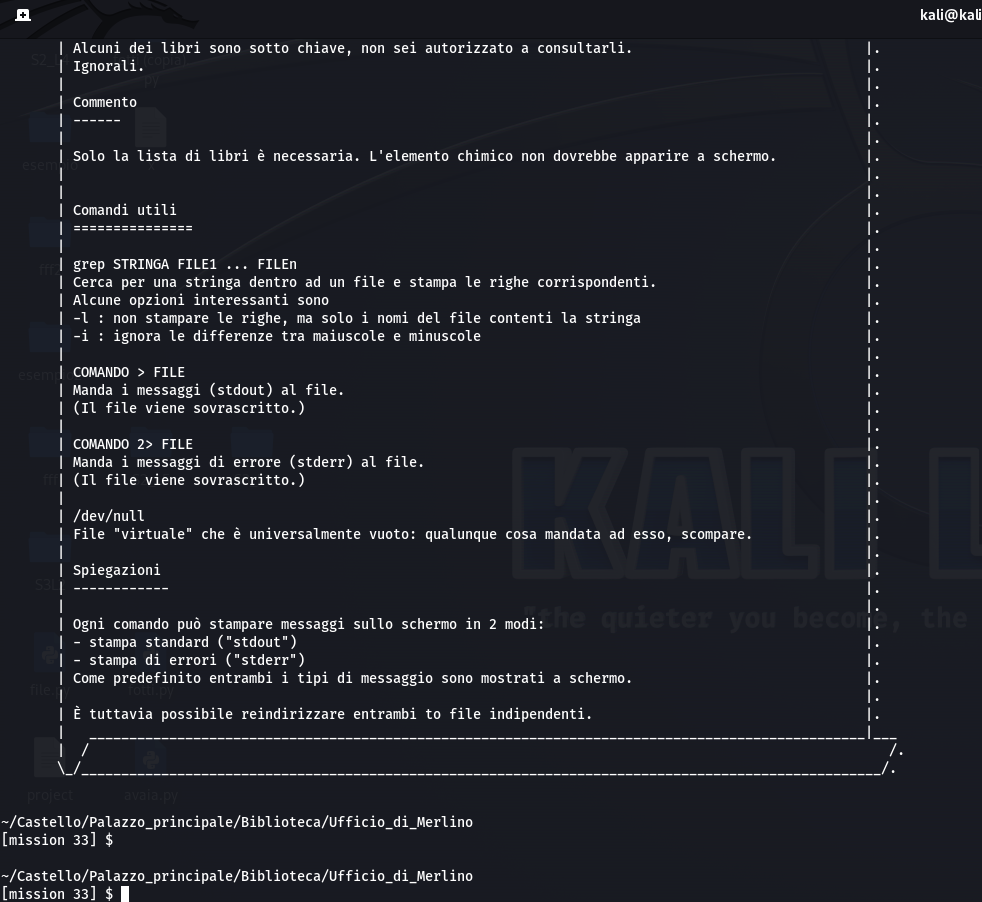 kali@kali
| Alcuni dei libri sono sotto chiave, non sei autorizzato a consultarli. |.
| Ignorali. |.
| |.
| Commento |.
| ------ |.
| |.
| Solo la lista di libri è necessaria. L'elemento chimico non dovrebbe apparire a schermo. |.
| |.
| |.
| Comandi utili |.
| =============== |.
| |.
| grep STRINGA FILE1 ... FILEn |.
| Cerca per una stringa dentro ad un file e stampa le righe corrispondenti. |.
| Alcune opzioni interessanti sono |.
| -l : non stampare le righe, ma solo i nomi del file contenti la stringa |.
| -i : ignora le differenze tra maiuscole e minuscole |.
| |.
| COMANDO > FILE |.
| Manda i messaggi (stdout) al file. |.
| (Il file viene sovrascritto.) |.
| |.
| COMANDO 2> FILE |.
| Manda i messaggi di errore (stderr) al file. |.
| (Il file viene sovrascritto.) |.
| |.
| /dev/null |.
| File "virtuale" che è universalmente vuoto: qualunque cosa mandata ad esso, scompare. |.
| |.
| Spiegazioni |.
| ------------ |.
| |.
| Ogni comando può stampare messaggi sullo schermo in 2 modi: |.
| - stampa standard ("stdout") |.
| - stampa di errori ("stderr") |.
| Come predefinito entrambi i tipi di messaggio sono mostrati a schermo. |.
| |.
| È tuttavia possibile reindirizzare entrambi to file indipendenti. |.
KALI L
"the quieter you become, the
file.py
project
avaia.py
~/Castello/Palazzo_principale/Biblioteca/Ufficio_di_Merlino
[mission 33] $
~/Castello/Palazzo_principale/Biblioteca/Ufficio_di_Merlino
[mission 33] $